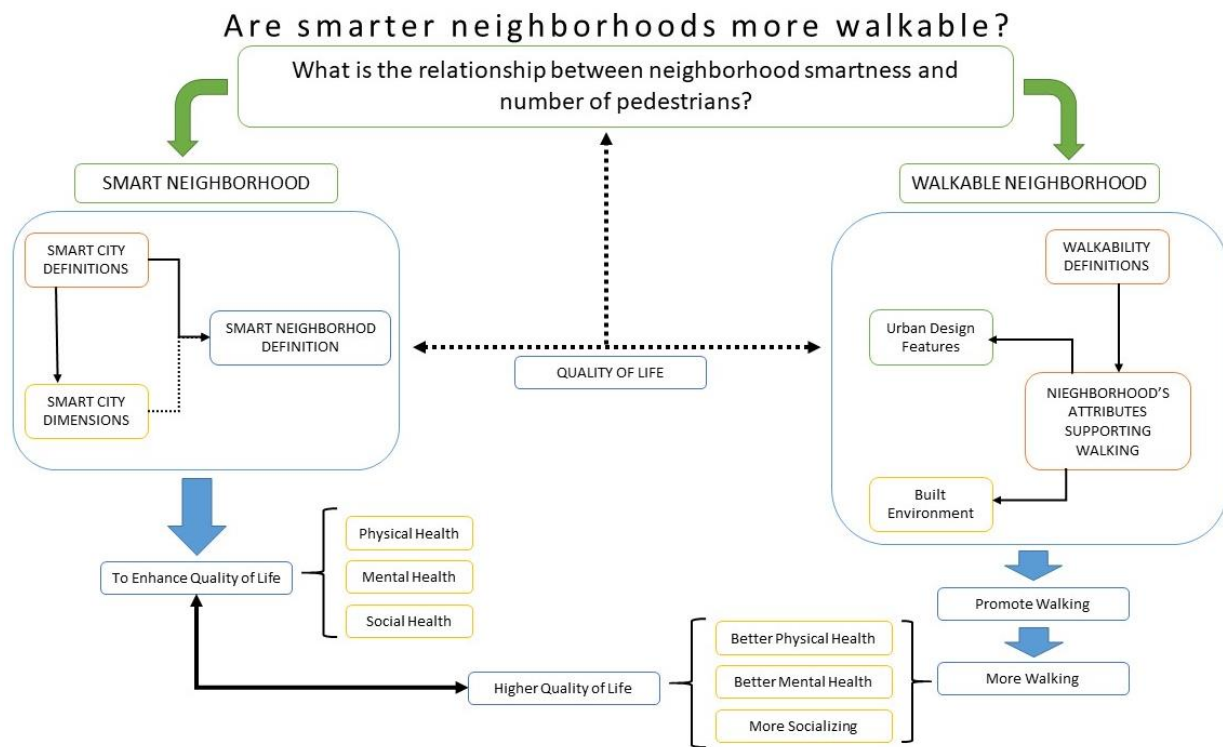 Are smarter neighborhoods more walkable?
What is the relationship between neighborhood smartness and
number of pedestrians?
SMART NEIGHBORHOOD
WALKABLE NEIGHBORHOOD
SMART CITY
DEFINITIONS
SMART NEIGHBORHOD
DEFINITION
SMART CITY
DIMENSIONS
QUALITY OF LIFE
WALKABILITY
DEFINITIONS
Urban Design
Features
NIEGHBORHOOD'S
ATTRIBUTES
SUPPORTING
WALKING
Built
Environment
To Enhance Quality of Life
Physical Health
Mental Health
Social Health
Promote Walking
More Walking
Better Physical Health
Better Mental Health
More Socializing
Higher Quality of Life